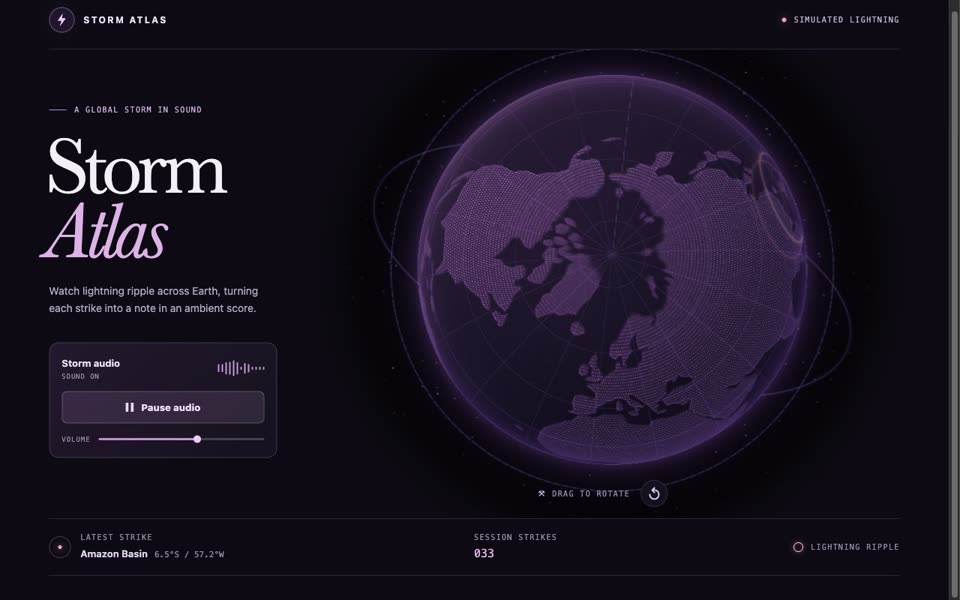 STORM ATLAS
SIMULATED LIGHTNING
A GLOBAL STORM IN SOUND
Storm
Atlas
Watch lightning ripple across Earth, turning
each strike into a note in an ambient score.
Storm audio
SOUND ON
Pause audio
VOLUME
DRAG TO ROTATE
LATEST STRIKE
Amazon Basin 6.5°S / 57.2°W
SESSION STRIKES
033
LIGHTNING RIPPLE